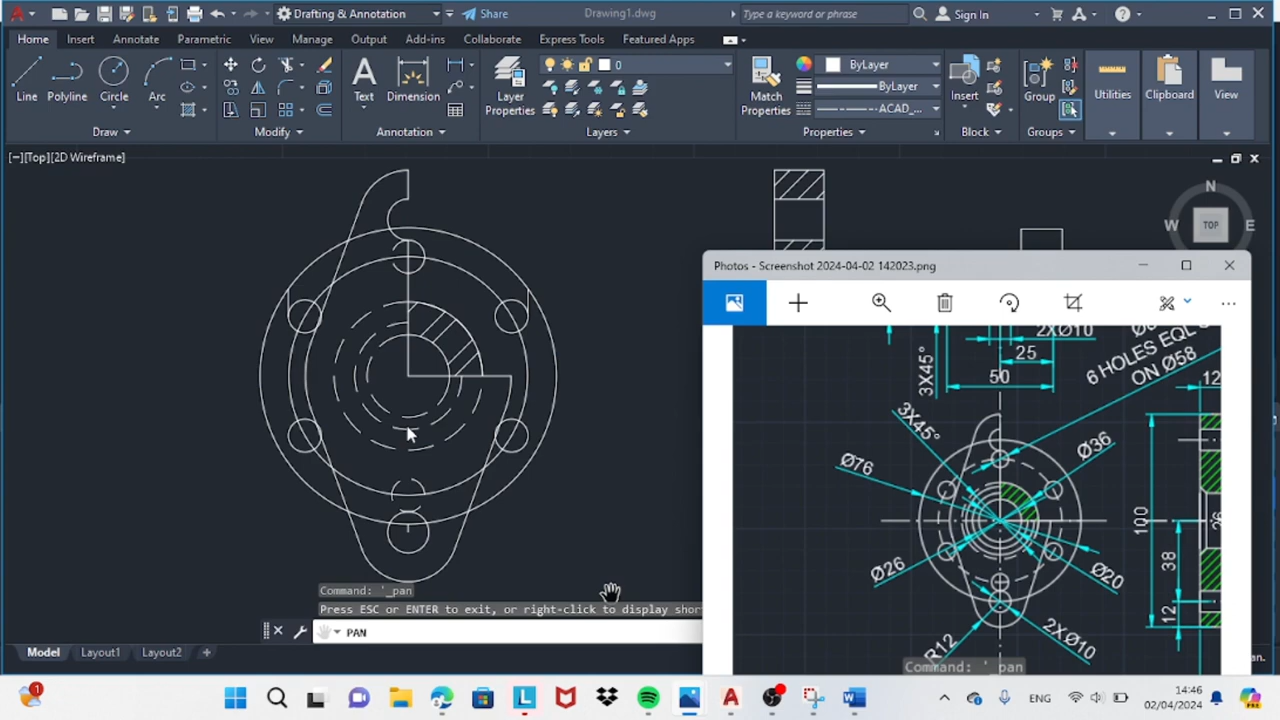 Drafting & Annotation
Share
Drawing1.dwg
Type a keyword or phrase
Sign In
Home
Insert
Annotate
Parametric
View
Manage
Output
Add-ins
Collaborate
Express Tools
Featured Apps
0
ByLayer
ByLayer
ACAD_...
Line
Polyline
Circle
Arc
Text
Dimension
Layer
Properties
Match
Properties
Insert
Group
Utilities
Clipboard
View
Draw
Modify
Annotation
Layers
Properties
Block
Groups
[−][Top][2D Wireframe]
N
W
TOP
E
Photos - Screenshot 2024-04-02 142023.png
2XØ10
25
50
3X45°
6 HOLES EQL S
ON Ø58
12
3X45°
Ø76
Ø36
100
26
38
Ø26
Ø20
12
R12
2XØ10
Command: '_pan
Command: '_pan
Press ESC or ENTER to exit, or right-click to display shor
PAN
an.
Model
Layout1
Layout2
1
L
A
W
ENG
14:46
02/04/2024
PRE